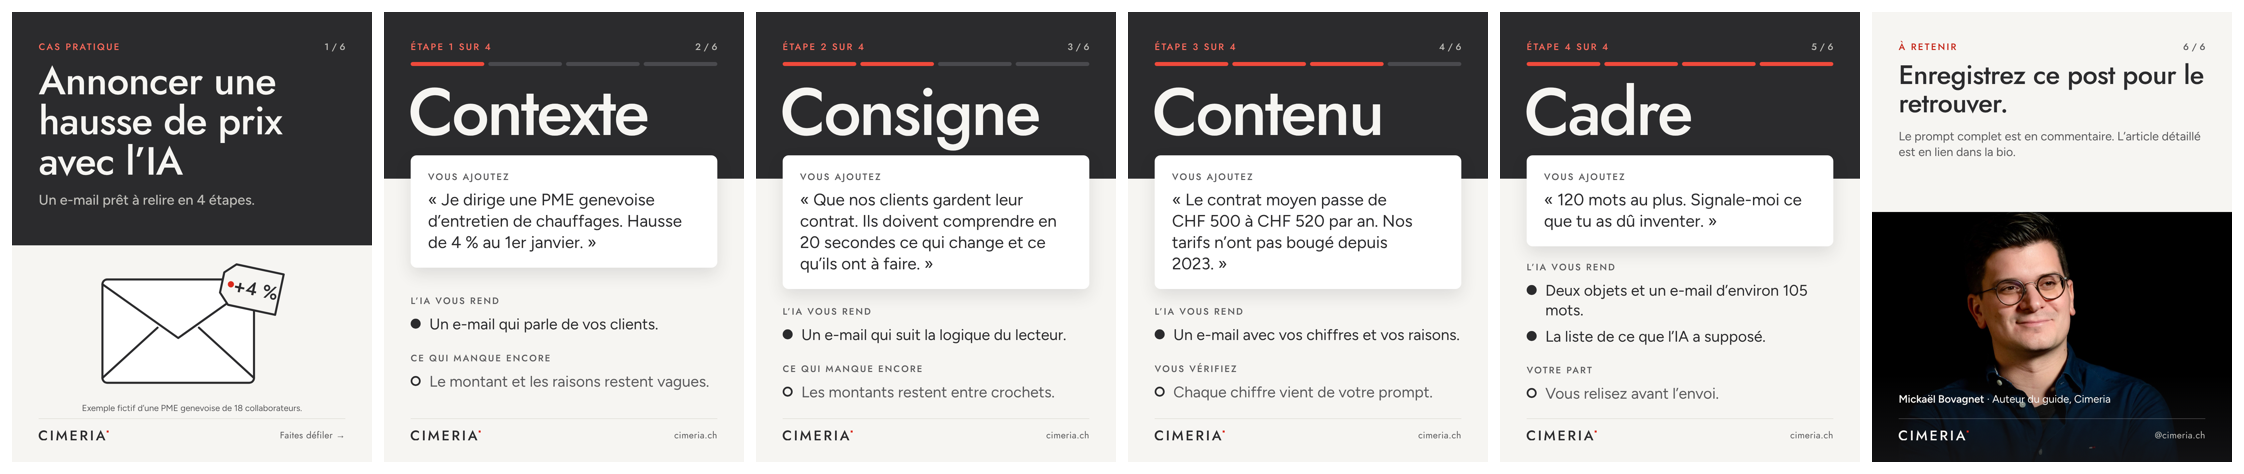 CAS PRATIQUE
1 / 6
Annoncer une
hausse de prix
avec l’IA
Un e-mail prêt à relire en 4 étapes.
+4 %
Exemple fictif d’une PME genevoise de 18 collaborateurs.
CIMERIA
Faites défiler →
ÉTAPE 1 SUR 4
2 / 6
Contexte
VOUS AJOUTEZ
« Je dirige une PME genevoise
d’entretien de chauffages. Hausse
de 4 % au 1er janvier. »
L’IA VOUS REND
Un e-mail qui parle de vos clients.
CE QUI MANQUE ENCORE
Le montant et les raisons restent vagues.
CIMERIA
cimeria.ch
ÉTAPE 2 SUR 4
3 / 6
Consigne
VOUS AJOUTEZ
« Que nos clients gardent leur
contrat. Ils doivent comprendre en
20 secondes ce qui change et ce
qu’ils ont à faire. »
L’IA VOUS REND
Un e-mail qui suit la logique du lecteur.
CE QUI MANQUE ENCORE
Les montants restent entre crochets.
CIMERIA
cimeria.ch
ÉTAPE 3 SUR 4
4 / 6
Contenu
VOUS AJOUTEZ
« Le contrat moyen passe de
CHF 500 à CHF 520 par an. Nos
tarifs n’ont pas bougé depuis
2023. »
L’IA VOUS REND
Un e-mail avec vos chiffres et vos raisons.
VOUS VÉRIFIEZ
Chaque chiffre vient de votre prompt.
CIMERIA
cimeria.ch
ÉTAPE 4 SUR 4
5 / 6
Cadre
VOUS AJOUTEZ
« 120 mots au plus. Signale-moi ce
que tu as dû inventer. »
L’IA VOUS REND
Deux objets et un e-mail d’environ 105
mots.
La liste de ce que l’IA a supposé.
VOTRE PART
Vous relisez avant l’envoi.
CIMERIA
cimeria.ch
À RETENIR
6 / 6
Enregistrez ce post pour le
retrouver.
Le prompt complet est en commentaire. L’article détaillé
est en lien dans la bio.
Mickaël Bovagnet · Auteur du guide, Cimeria
CIMERIA
@cimeria.ch